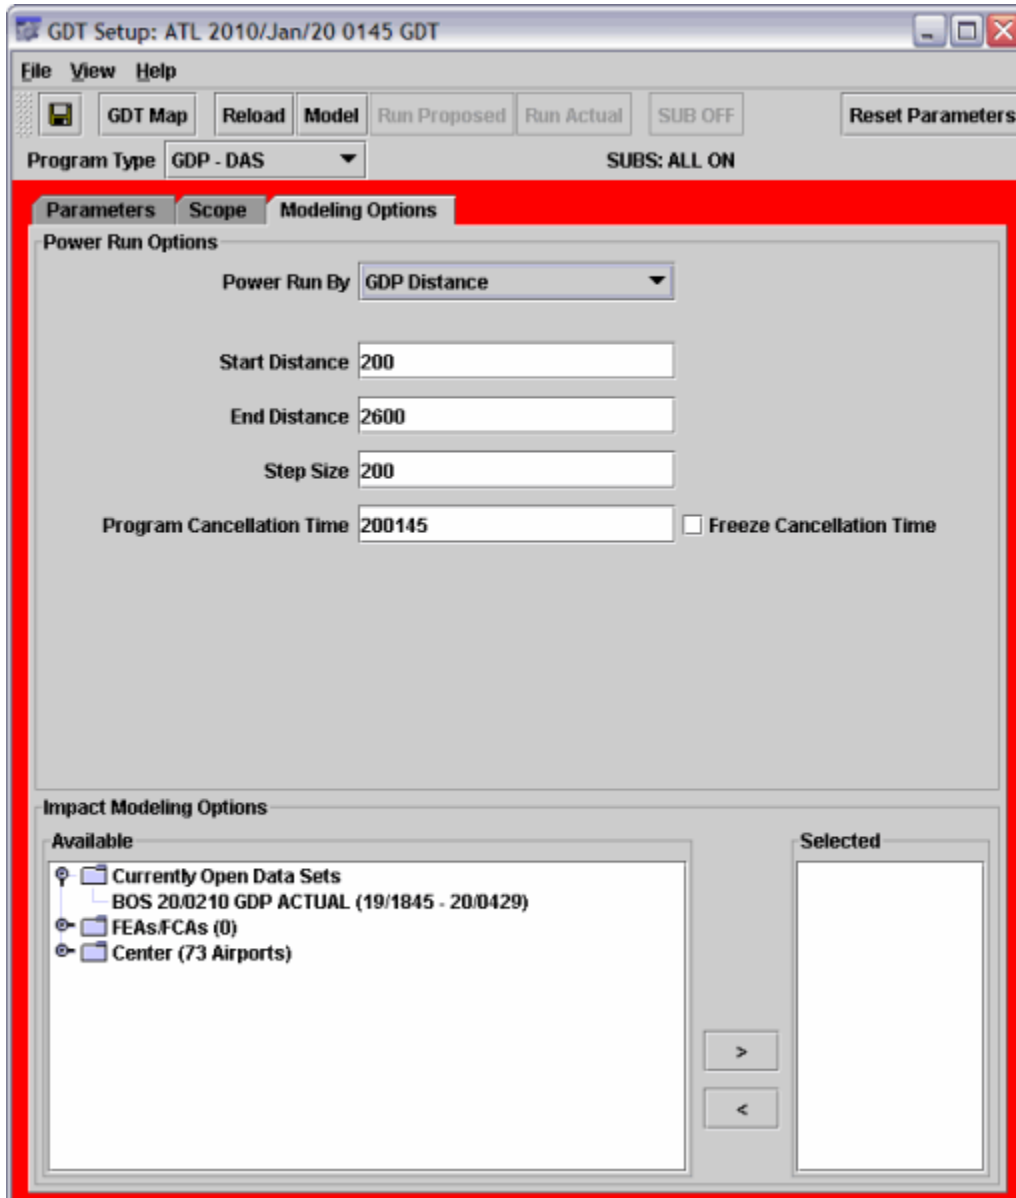 GDT Setup: ATL 2010/Jan/20 0145 GDT
File View Help
GDT Map Reload Model Run Proposed Run Actual SUB OFF Reset Parameters
Program Type GDP - DAS SUBS: ALL ON
Parameters Scope Modeling Options
Power Run Options
Power Run By GDP Distance
Start Distance 200
End Distance 2600
Step Size 200
Program Cancellation Time 200145 Freeze Cancellation Time
Impact Modeling Options
Available Selected
Currently Open Data Sets
BOS 20/0210 GDP ACTUAL (19/1845 - 20/0429)
FEAs/FCAs (0)
Center (73 Airports)
>
<